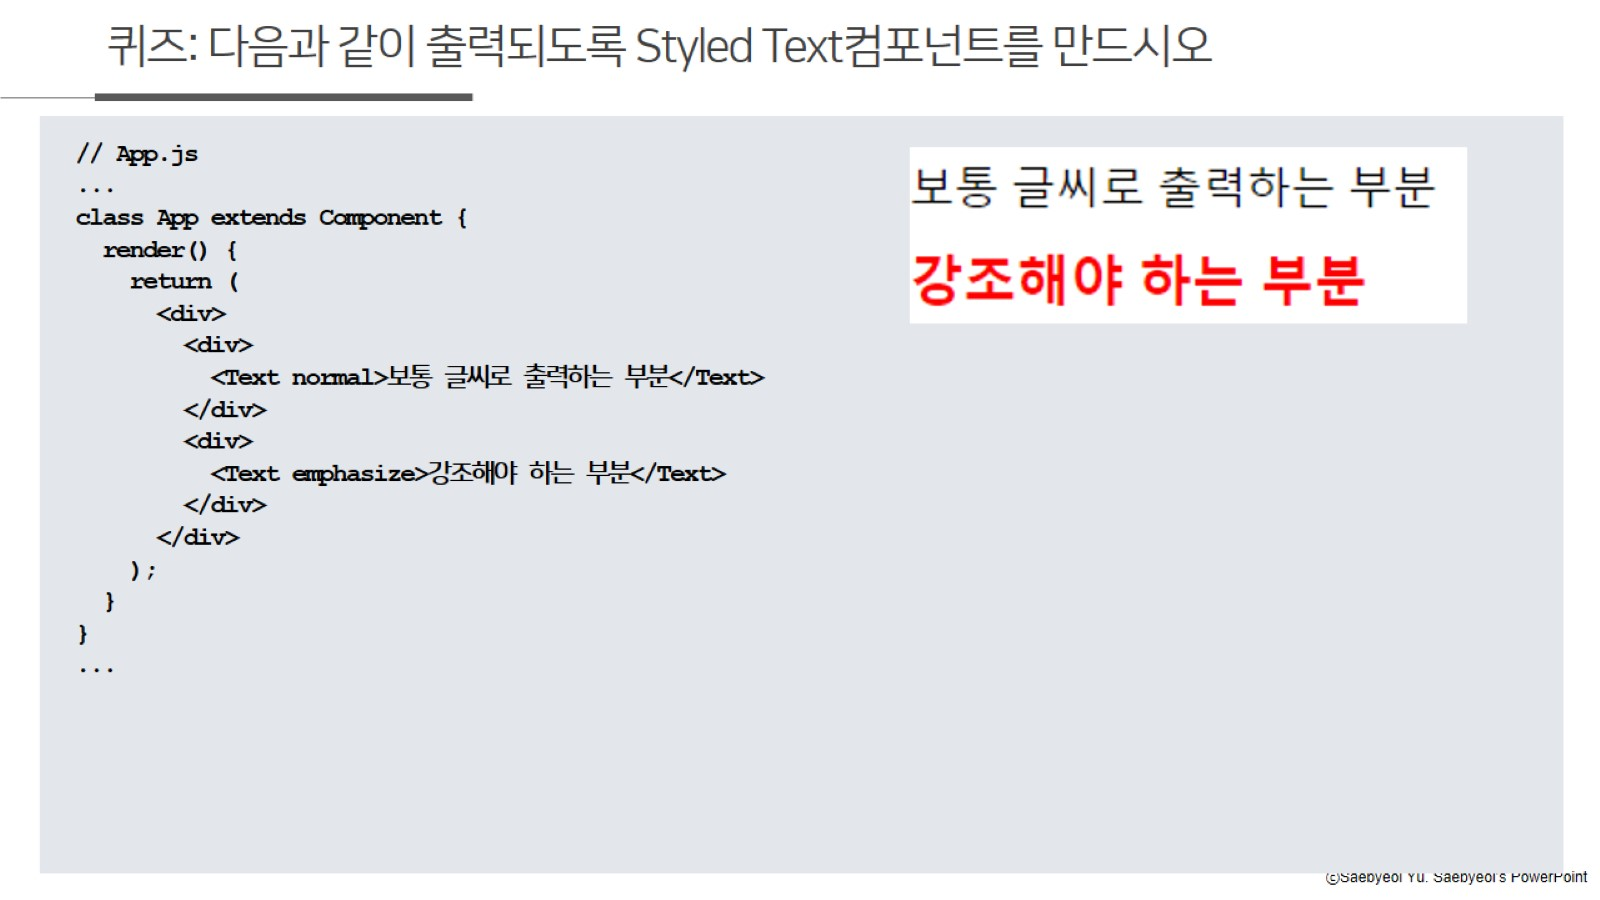 퀴즈: 다음과 같이 출력되도록 Styled Text컴포넌트를 만드시오
// App.js
...
class App extends Component {
render() {
return (
<div>
<div>
<Text normal>보통 글씨로 출력하는 부분</Text>
</div>
<div>
<Text emphasize>강조해야 하는 부분</Text>
</div>
</div>
);
}
}
...
보통 글씨로 출력하는 부분
강조해야 하는 부분
ⓒSaebyeol Yu. Saebyeol's PowerPoint